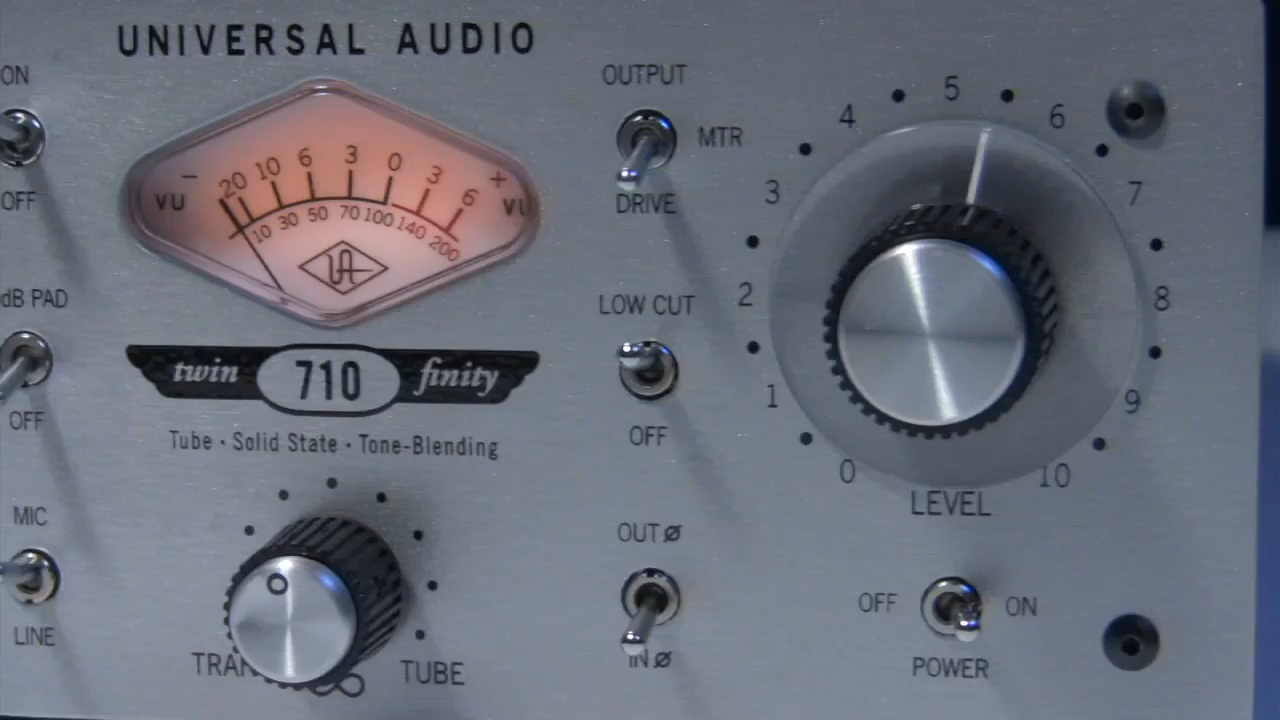 UNIVERSAL AUDIO
ON
OFF
− +
VU
20 10 6 3 0 3 6
10 30 50 70 100 140 200
UA
dB PAD
OFF
twin 710 finity
Tube · Solid State · Tone-Blending
MIC
LINE
TUBE
OUTPUT
MTR
DRIVE
LOW CUT
OFF
OUT ø
IN ø
0 1 2 3 4 5 6 7 8 9 10
LEVEL
OFF ON
POWER